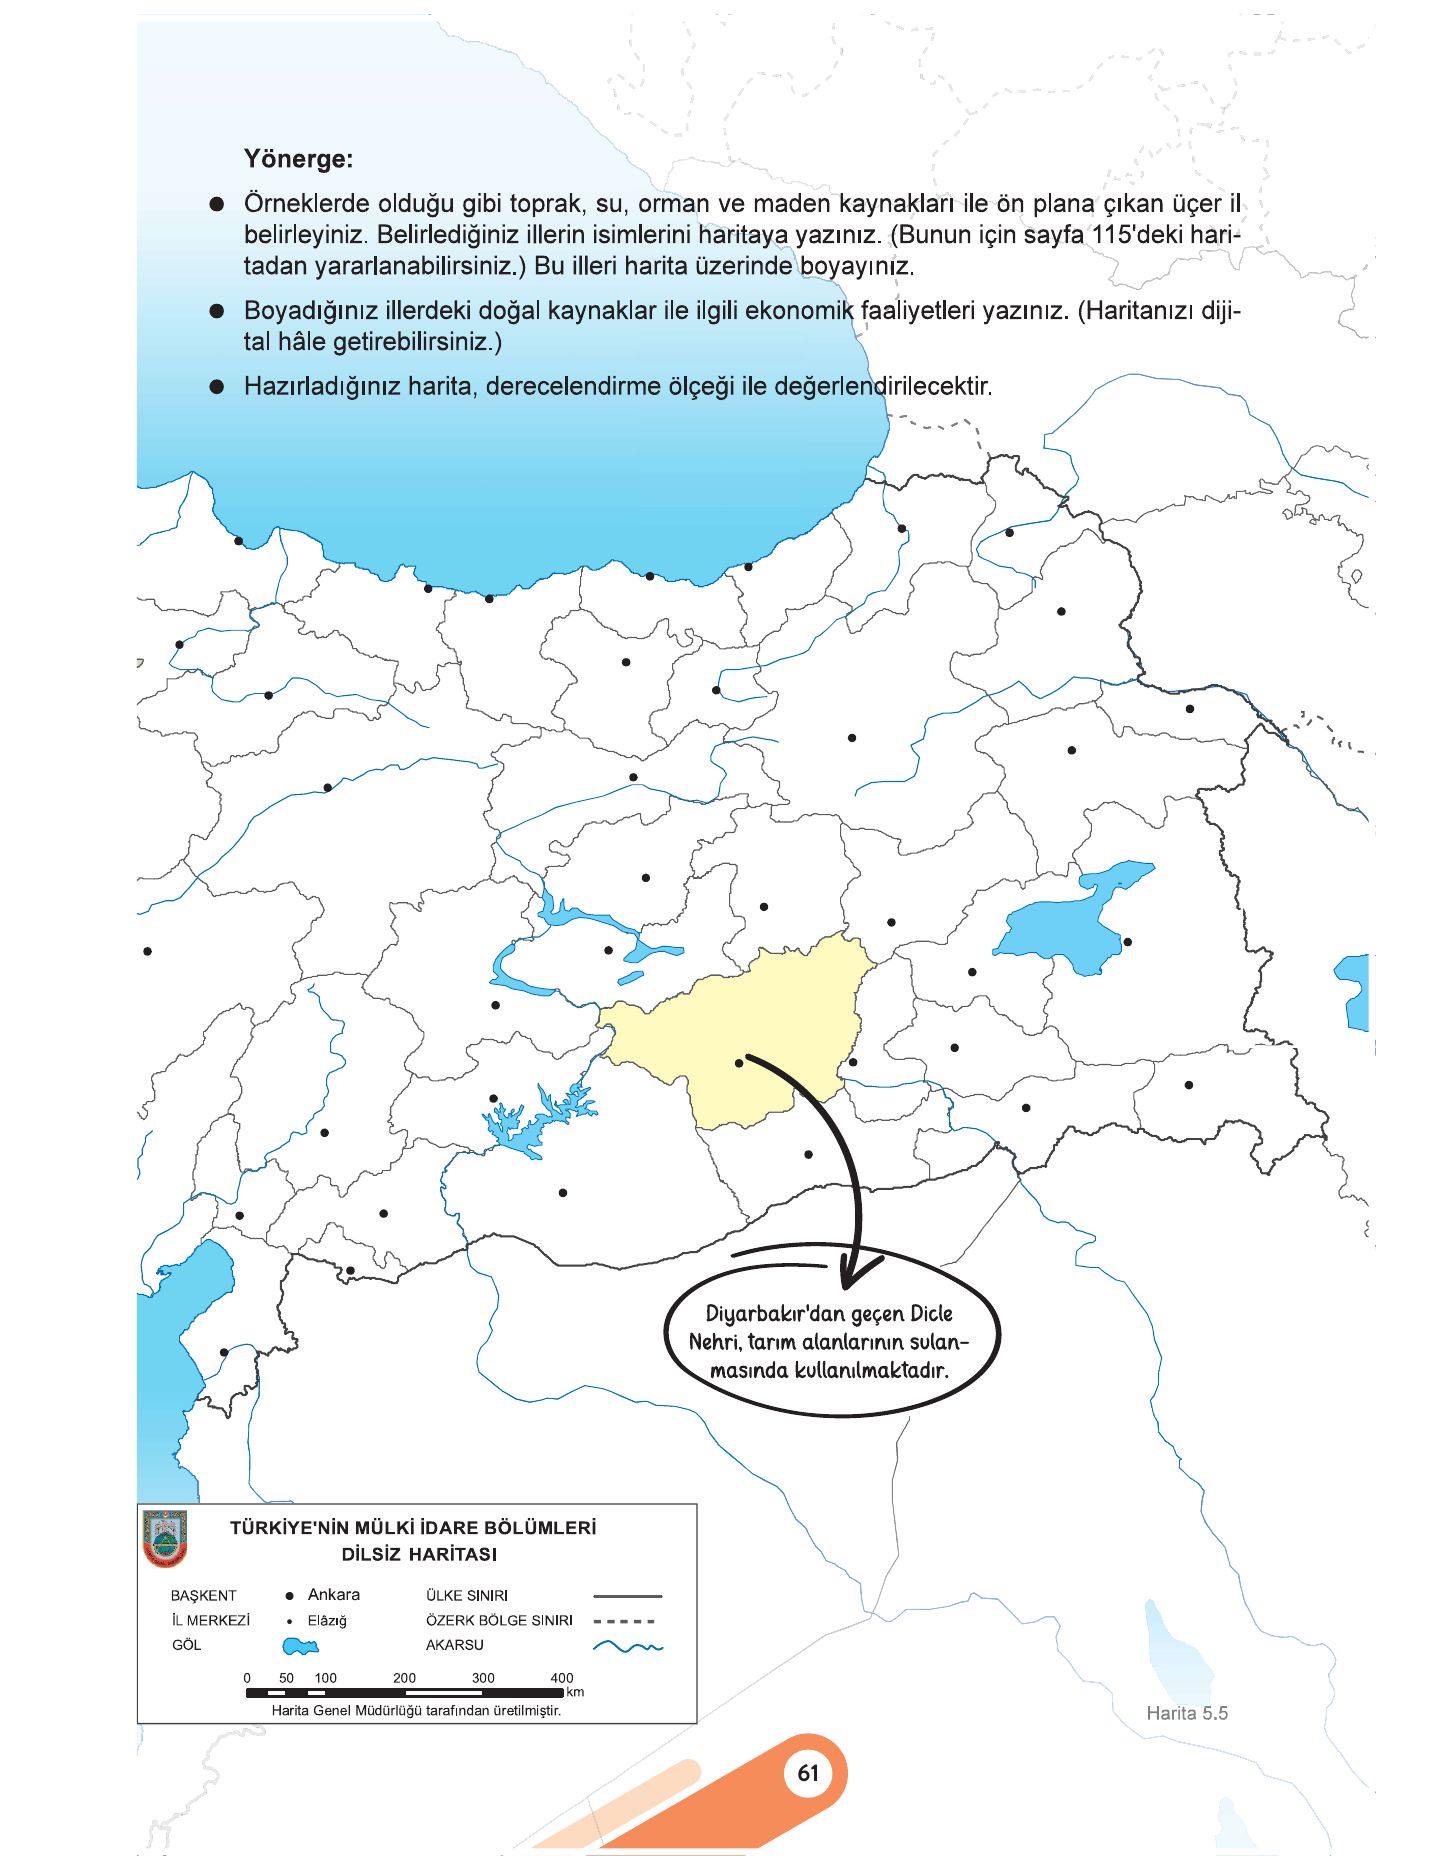 Yönerge:
● Örneklerde olduğu gibi toprak, su, orman ve maden kaynakları ile ön plana çıkan üçer il
belirleyiniz. Belirlediğiniz illerin isimlerini haritaya yazınız. (Bunun için sayfa 115'deki hari-
tadan yararlanabilirsiniz.) Bu illeri harita üzerinde boyayınız.
● Boyadığınız illerdeki doğal kaynaklar ile ilgili ekonomik faaliyetleri yazınız. (Haritanızı diji-
tal hâle getirebilirsiniz.)
● Hazırladığınız harita, derecelendirme ölçeği ile değerlendirilecektir.
Diyarbakır'dan geçen Dicle
Nehri, tarım alanlarının sulan-
masında kullanılmaktadır.
TÜRKİYE'NİN MÜLKİ İDARE BÖLÜMLERİ
DİLSİZ HARİTASI
BAŞKENT Ankara ÜLKE SINIRI
İL MERKEZİ Elâzığ ÖZERK BÖLGE SINIRI
GÖL AKARSU
0 50 100 200 300 400
km
Harita Genel Müdürlüğü tarafından üretilmiştir.
Harita 5.5
61